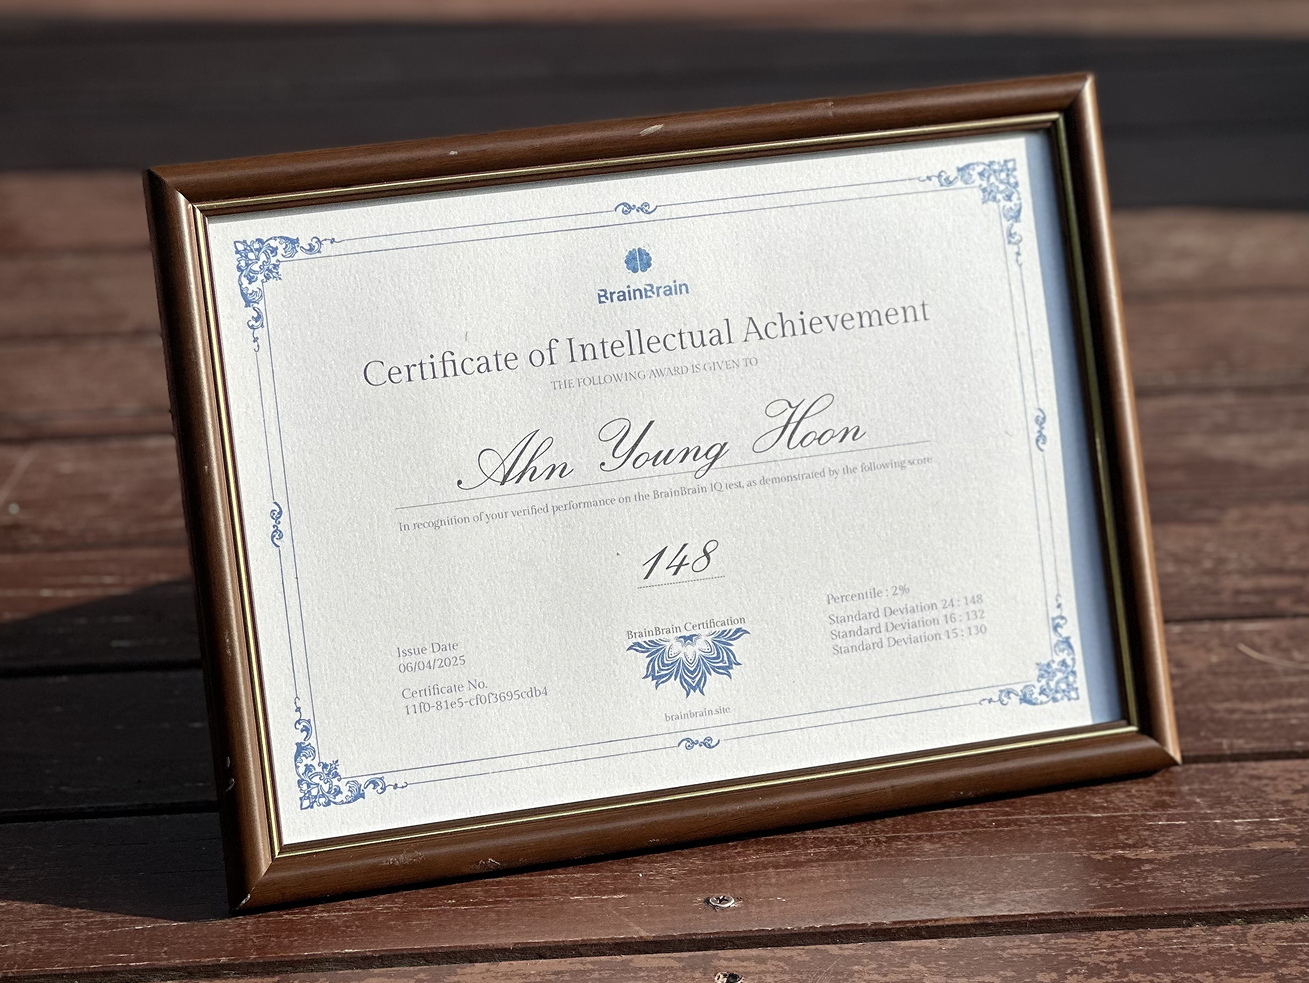 BrainBrain
Certificate of Intellectual Achievement
THE FOLLOWING AWARD IS GIVEN TO
Ahn Young Hoon
In recognition of your verified performance on the BrainBrain IQ test, as demonstrated by the following score
148
Issue Date
06/04/2025
Certificate No.
11f0-81e5-cf0f3695cdb4
BrainBrain Certification
brainbrain.site
Percentile : 2%
Standard Deviation 24 : 148
Standard Deviation 16 : 132
Standard Deviation 15 : 130